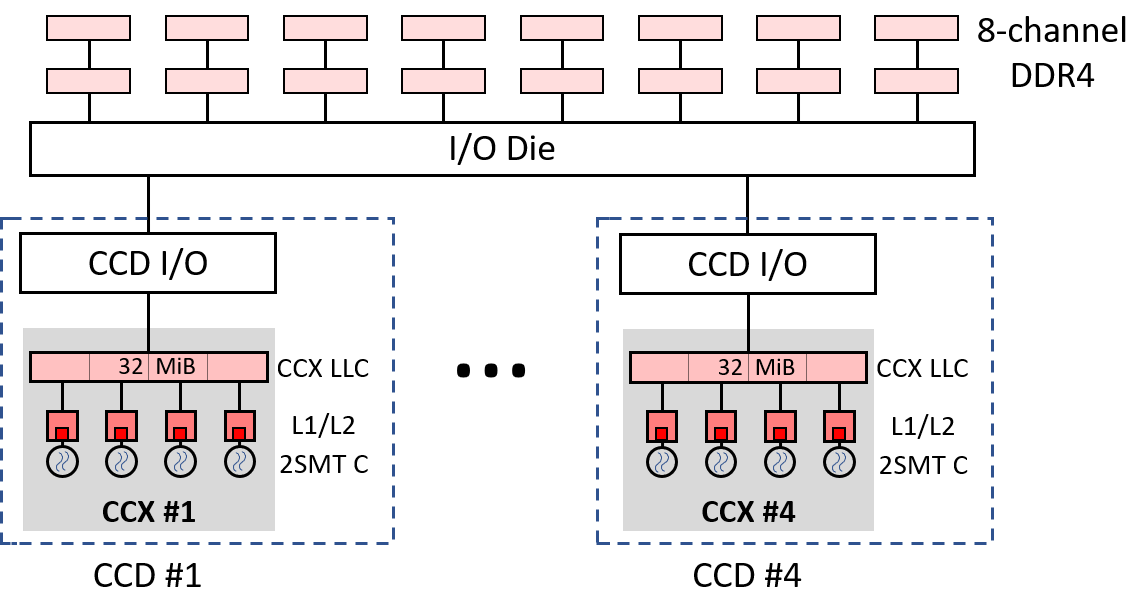 8-channel
DDR4
I/O Die
CCD I/O
CCD I/O
32 MiB
CCX LLC
32 MiB
CCX LLC
L1/L2
L1/L2
2SMT C
2SMT C
CCX #1
CCX #4
CCD #1
CCD #4